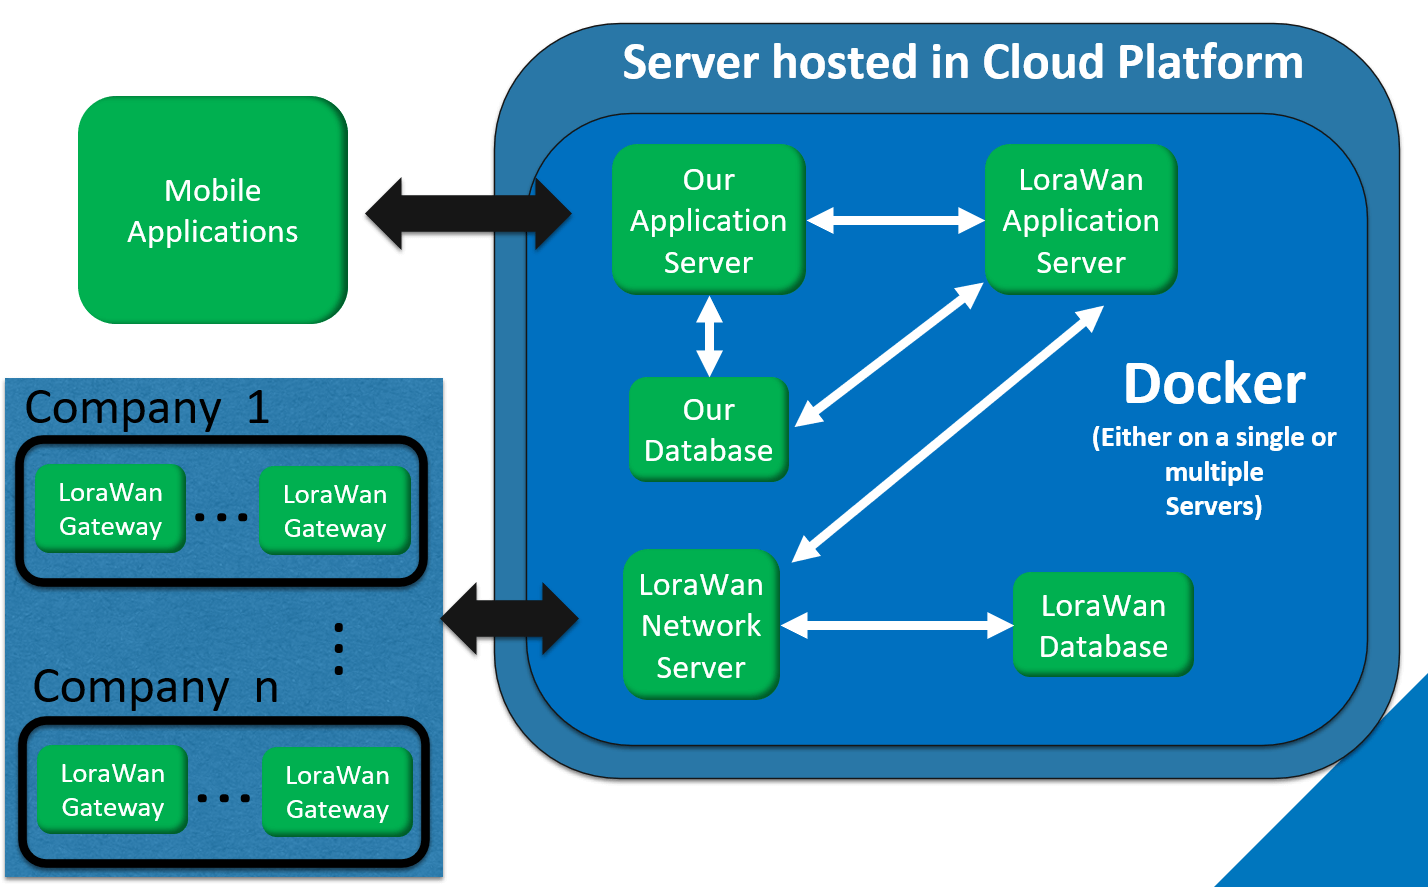 Server hosted in Cloud Platform
Mobile
Applications
Our
Application
Server
LoraWan
Application
Server
Our
Database
Docker
(Either on a single or
multiple
Servers)
LoraWan
Network
Server
LoraWan
Database
Company 1
LoraWan
Gateway
...
LoraWan
Gateway
Company n
LoraWan
Gateway
...
LoraWan
Gateway